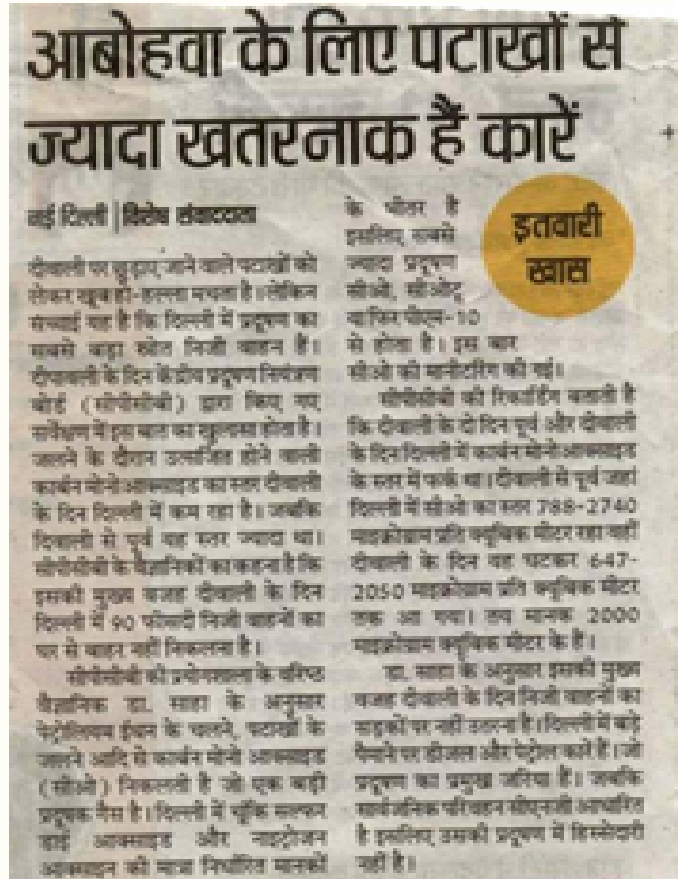 आबोहवा के लिए पटाखों से
ज्यादा खतरनाक हैं कारें
नई दिल्ली | विशेष संवाददाता
दीवाली पर छुड़ाए जाने वाले पटाखों को
लेकर खूब हो-हल्ला मचता है। लेकिन
सच्चाई यह है कि दिल्ली में प्रदूषण का
सबसे बड़ा स्रोत निजी वाहन हैं।
दीपावली के दिन केंद्रीय प्रदूषण नियंत्रण
बोर्ड (सीपीसीबी) द्वारा किए गए
सर्वेक्षण में इस बात का खुलासा होता है।
जलने के दौरान उत्सर्जित होने वाली
कार्बन मोनो आक्साइड का स्तर दीवाली
के दिन दिल्ली में कम रहा है। जबकि
दिवाली से पूर्व यह स्तर ज्यादा था।
सीपीसीबी के वैज्ञानिकों का कहना है कि
इसकी मुख्य वजह दीवाली के दिन
दिल्ली में 90 फीसदी निजी वाहनों का
घर से बाहर नहीं निकलना है।
सीपीसीबी की प्रयोगशाला के वरिष्ठ
वैज्ञानिक डा. साहा के अनुसार
पेट्रोलियम ईंधन के जलने, पटाखों के
जलने आदि से कार्बन मोनो आक्साइड
(सीओ) निकलती है जो एक बड़ी
प्रदूषक गैस है। दिल्ली में चूंकि सल्फर
डाई आक्साइड और नाइट्रोजन
आक्साइन की मात्रा निर्धारित मानकों
के भीतर है
इसलिए सबसे
ज्यादा प्रदूषण
सीओ, सीओटू
या फिर पीएम-10
से होता है। इस बार
सीओ की मानीटरिंग की गई।
इतवारी
खास
सीपीसीबी की रिकार्डिंग बताती है
कि दीवाली के दो दिन पूर्व और दीवाली
के दिन दिल्ली में कार्बन मोनो आक्साइड
के स्तर में फर्क था। दीवाली से पूर्व जहां
दिल्ली में सीओ का स्तर 788-2740
माइक्रोग्राम प्रति क्यूबिक मीटर रहा वहीं
दीवाली के दिन वह घटकर 647-
2050 माइक्रोग्राम प्रति क्यूबिक मीटर
तक आ गया। तय मानक 2000
माइक्रोग्राम क्यूबिक मीटर के है।
डा. साहा के अनुसार इसकी मुख्य
वजह दीवाली के दिन निजी वाहनों का
सड़कों पर नहीं उतरना है। दिल्ली में बड़े
पैमाने पर डीजल और पेट्रोल कारें हैं। जो
प्रदूषण का प्रमुख जरिया हैं। जबकि
सार्वजनिक परिवहन सीएनजी आधारित
है इसलिए उसकी प्रदूषण में हिस्सेदारी
नहीं है।